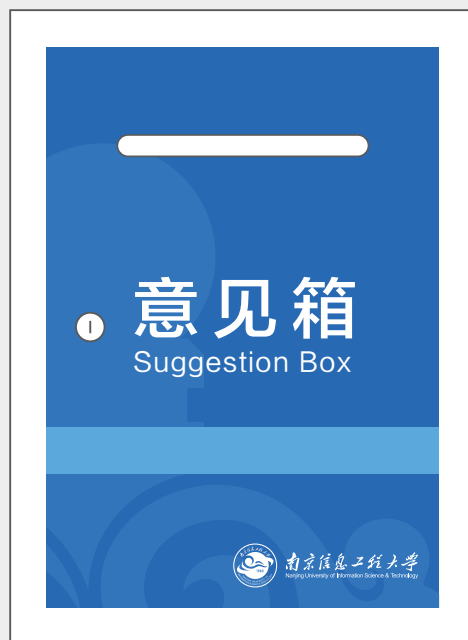 意见箱
Suggestion Box
南京信息工程大学
Nanjing University of Information Science & Technology